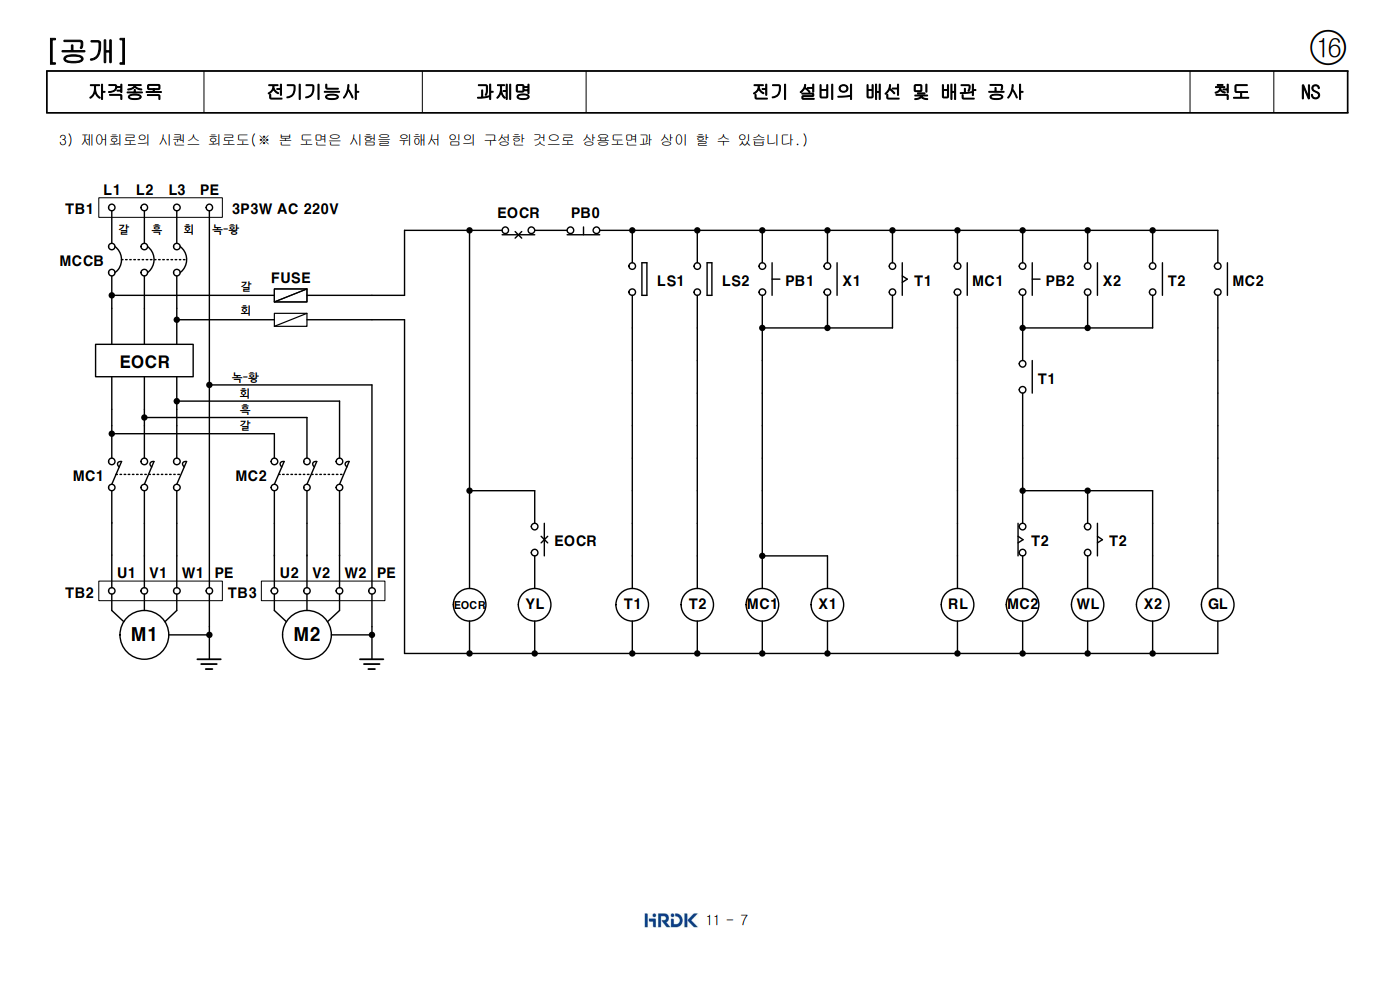 [공개]
16
자격종목 전기기능사 과제명 전기 설비의 배선 및 배관 공사 척도 NS
3) 제어회로의 시퀀스 회로도(※ 본 도면은 시험을 위해서 임의 구성한 것으로 상용도면과 상이 할 수 있습니다.)
L1 L2 L3 PE
TB1 3P3W AC 220V
갈 흑 회 녹-황
MCCB
갈 FUSE
회
EOCR
녹-황
회
흑
갈
MC1 MC2
U1 V1 W1 PE U2 V2 W2 PE
TB2 TB3
M1 M2
EOCR PB0
LS1 LS2 PB1 X1 T1 MC1 PB2 X2 T2 MC2
T1
EOCR T2 T2
EOCR YL T1 T2 MC1 X1 RL MC2 WL X2 GL
HRDK 11 - 7